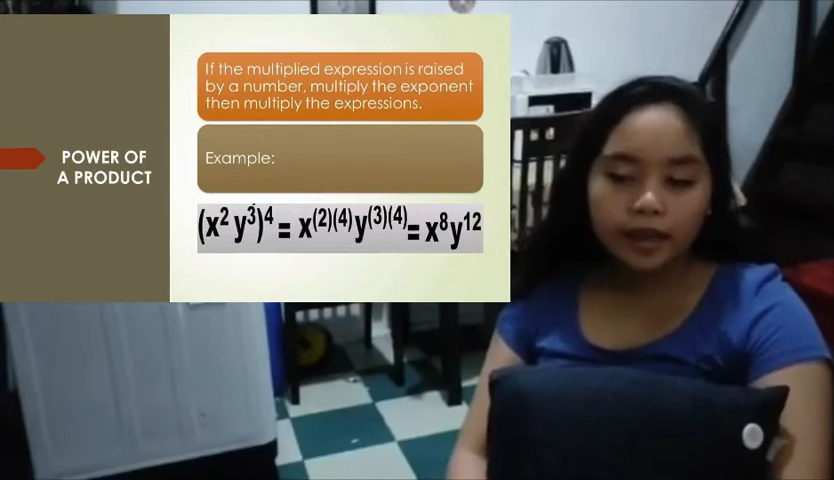 If the multiplied expression is raised
by a number, multiply the exponent
then multiply the expressions.
POWER OF
A PRODUCT
Example:
(x² y³)⁴ = x⁽²⁾⁽⁴⁾y⁽³⁾⁽⁴⁾= x⁸y¹²